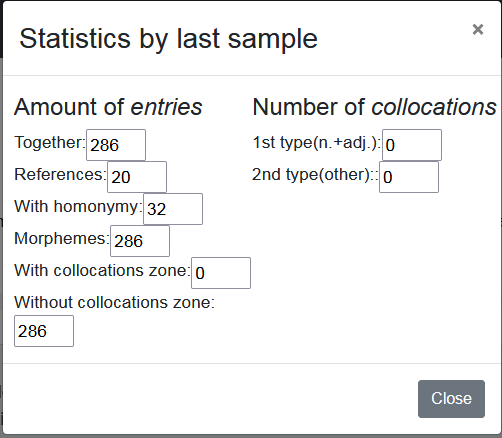 Statistics by last sample ×
Amount of entries
Together: 286
References: 20
With homonymy: 32
Morphemes: 286
With collocations zone: 0
Without collocations zone:
286
Number of collocations
1st type(n.+adj.): 0
2nd type(other):: 0
Close